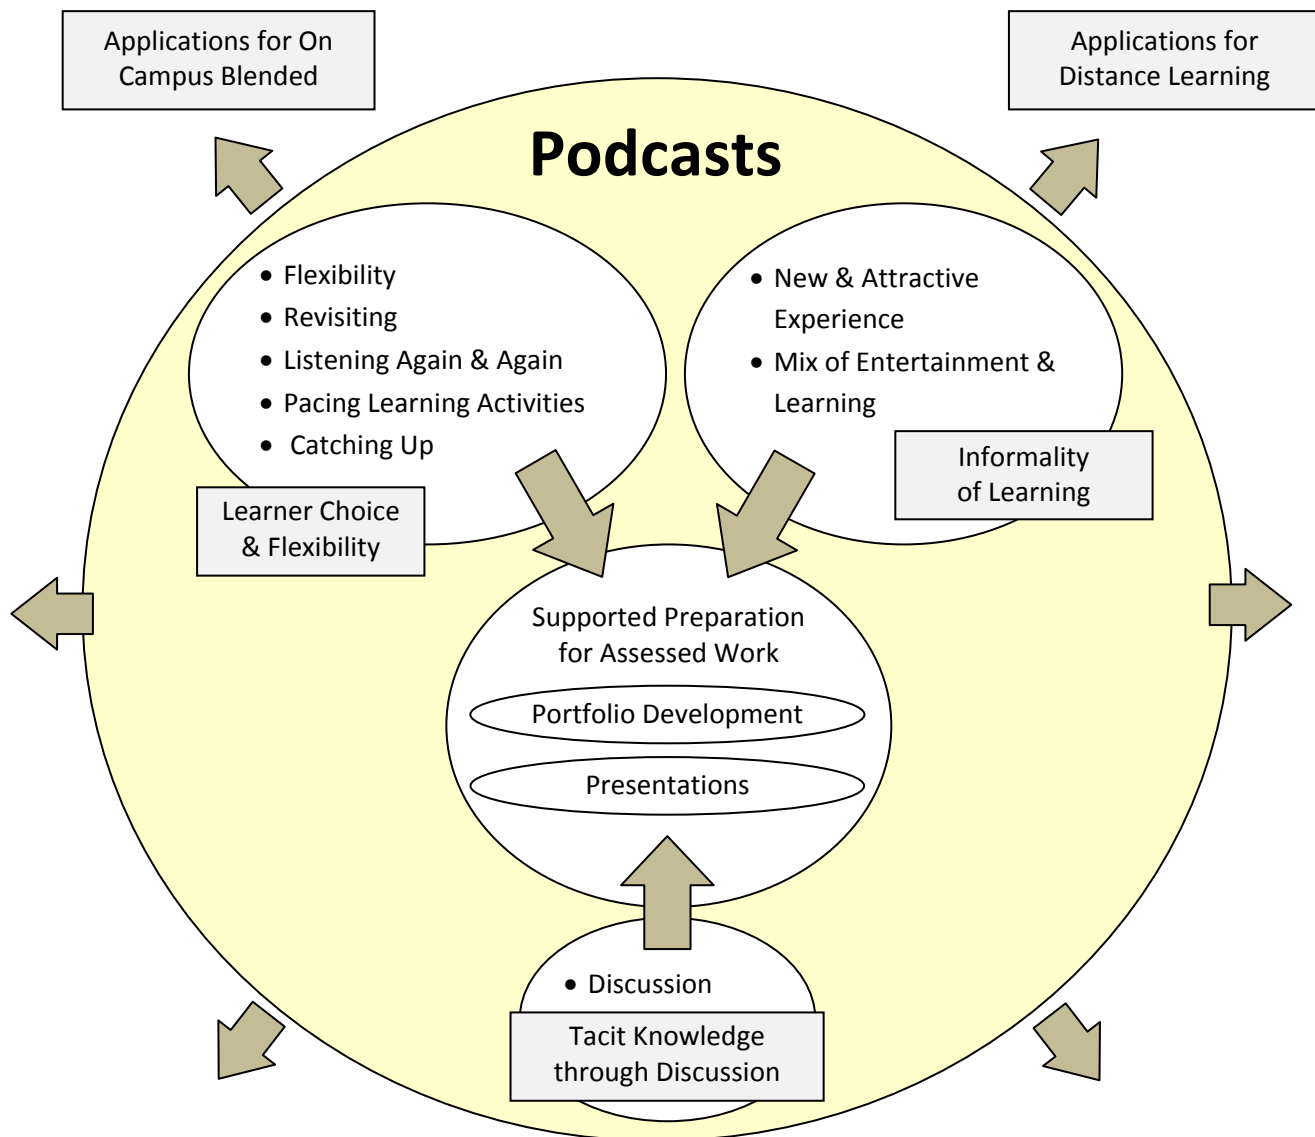 Applications for On
Campus Blended
Applications for
Distance Learning
Podcasts
• Flexibility
• Revisiting
• Listening Again & Again
• Pacing Learning Activities
• Catching Up
Learner Choice
& Flexibility
• New & Attractive
Experience
• Mix of Entertainment &
Learning
Informality
of Learning
Supported Preparation
for Assessed Work
Portfolio Development
Presentations
• Discussion
Tacit Knowledge
through Discussion